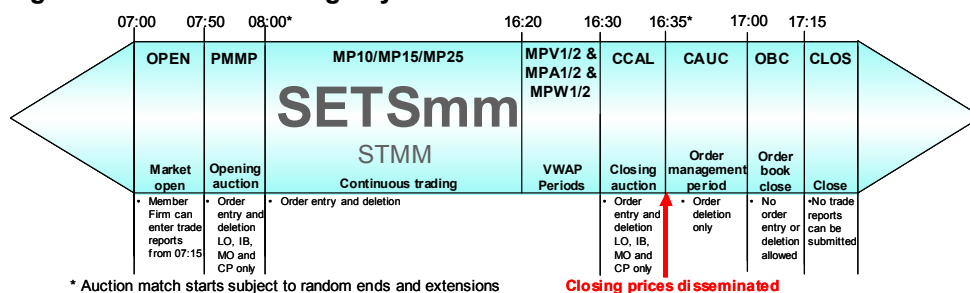 07:00 07:50 08:00* 16:20 16:30 16:35* 17:00 17:15
OPEN PMMP MP10/MP15/MP25 MPV1/2 & CCAL CAUC OBC CLOS
MPA1/2 &
MPW1/2
SETSmm
STMM
Market open
Opening auction
Continuous trading
VWAP Periods
Closing auction
Order management period
Order book close
Close
• Member
Firm can
enter trade
reports
from 07:15
• Order
entry and
deletion
LO, IB,
MO and
CP only
• Order entry and deletion
• Order
entry and
deletion
LO, IB,
MO and
CP only
• Order
deletion
only
• No
order
entry or
deletion
allowed
•No trade
reports
can be
submitted
* Auction match starts subject to random ends and extensions
Closing prices disseminated